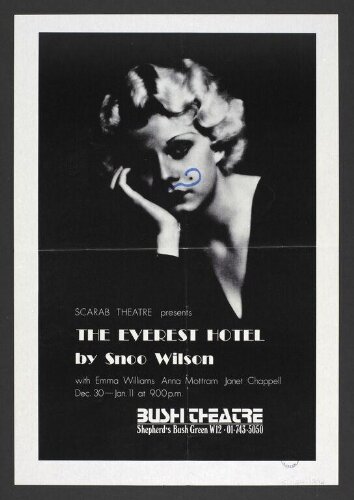 SCARAB THEATRE presents
THE EVEREST HOTEL
by Snoo Wilson
with Emma Williams Anna Mottram Janet Chappell
Dec. 30—Jan. 11 at 9.00 p.m.
BUSH THEATRE
Shepherd's Bush Green W12 · 01-743-5050